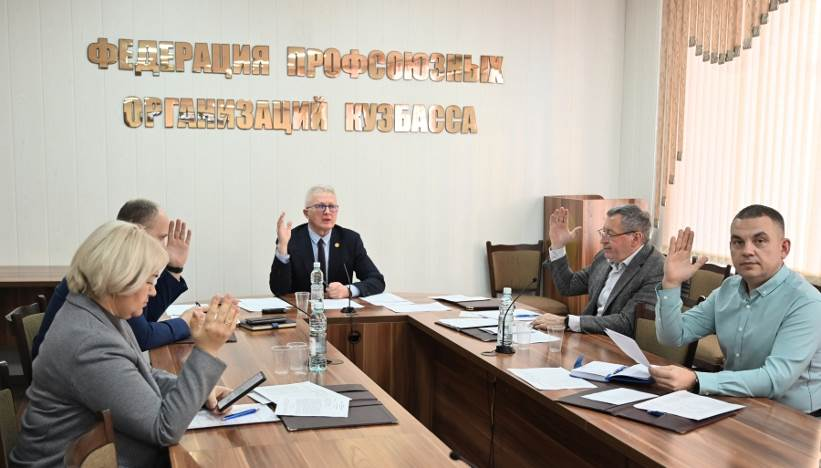 ФЕДЕРАЦИЯ ПРОФСОЮЗНЫХ
ОРГАНИЗАЦИЙ КУЗБАССА